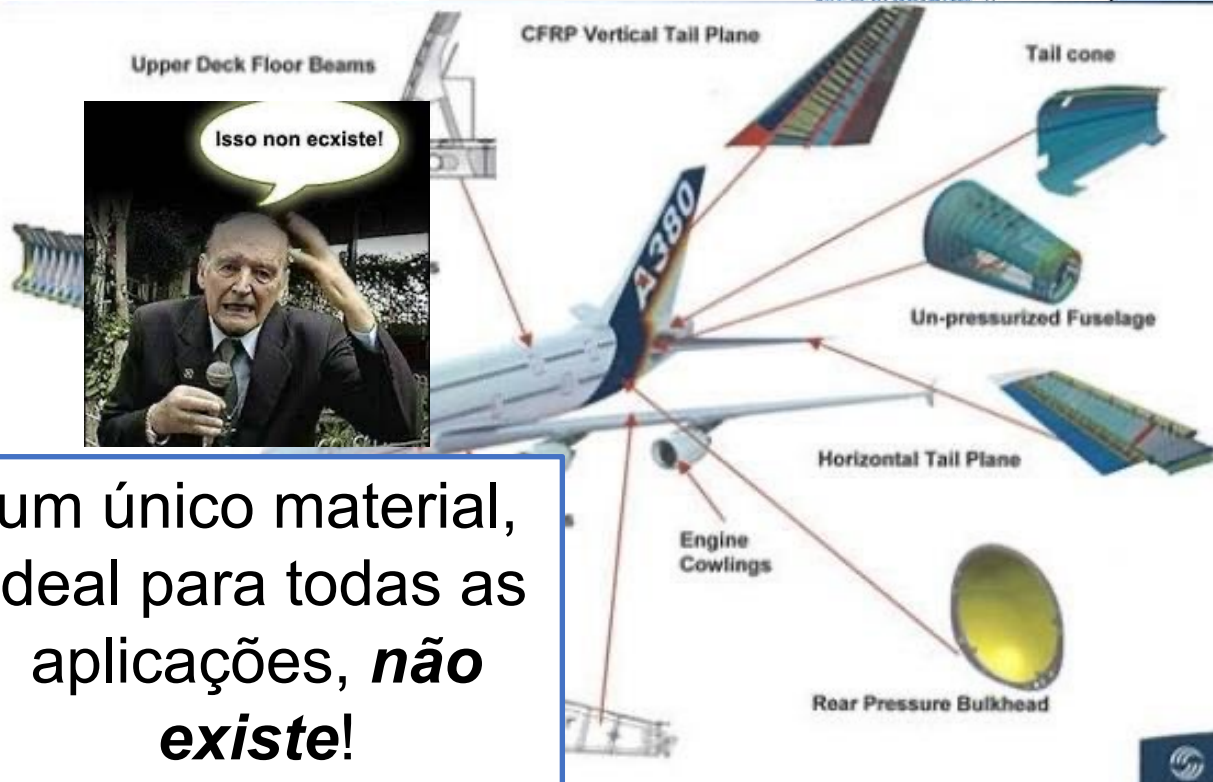 CFRP Vertical Tail Plane
Upper Deck Floor Beams
Tail cone
Isso non ecxiste!
A380
Un-pressurized Fuselage
Horizontal Tail Plane
Engine
Cowlings
Rear Pressure Bulkhead
um único material,
deal para todas as
aplicações, não
existe!